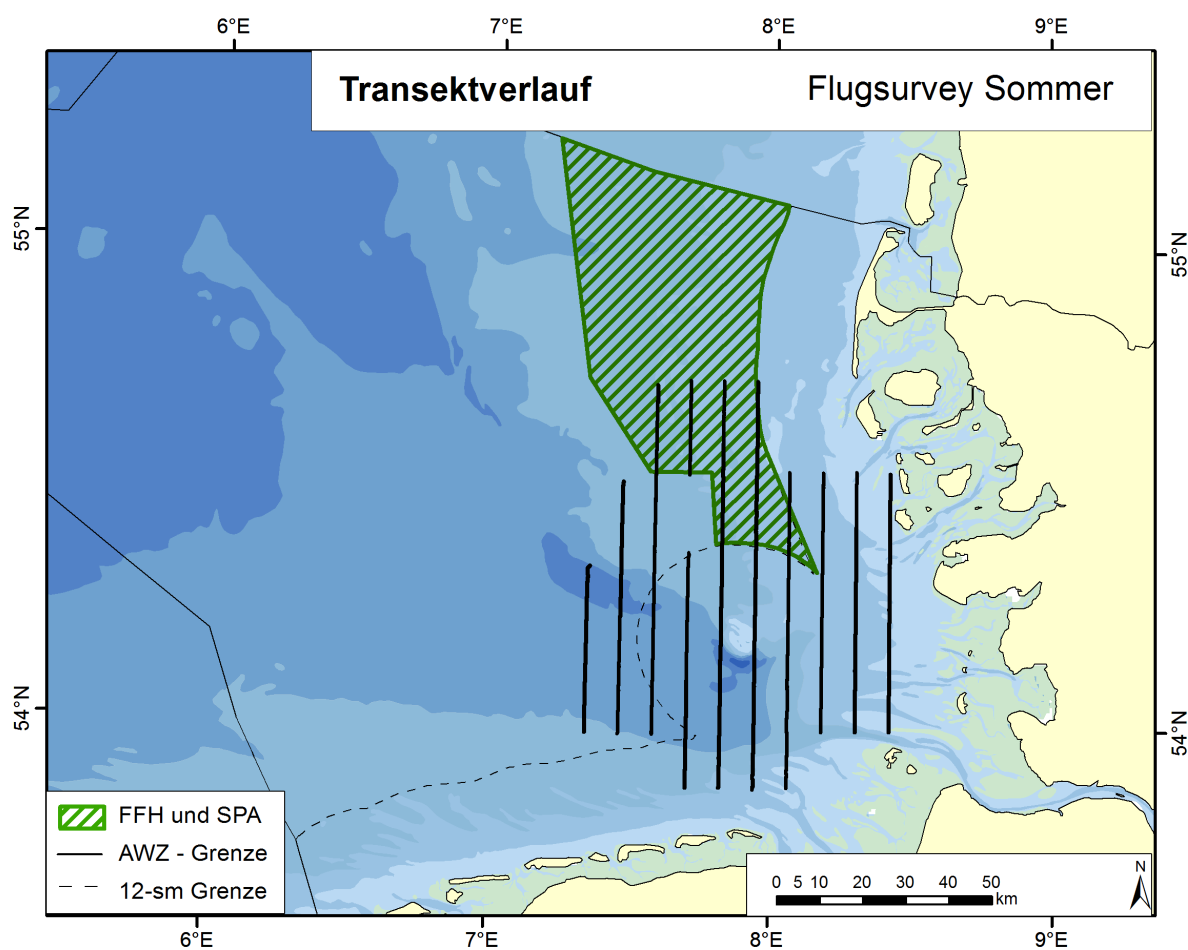 6°E 7°E 8°E 9°E
Transektverlauf Flugsurvey Sommer
55°N 55°N
54°N 54°N
FFH und SPA
AWZ - Grenze
12-sm Grenze
N
0 5 10 20 30 40 50
km
6°E 7°E 8°E 9°E